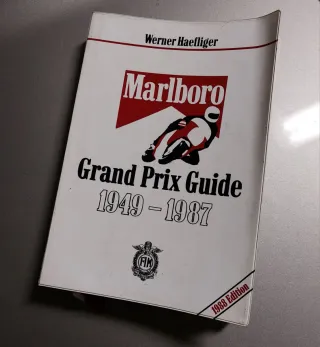 Werner Haefliger
Marlboro
Grand Prix Guide
1949 - 1987
FIM
1988 Edition